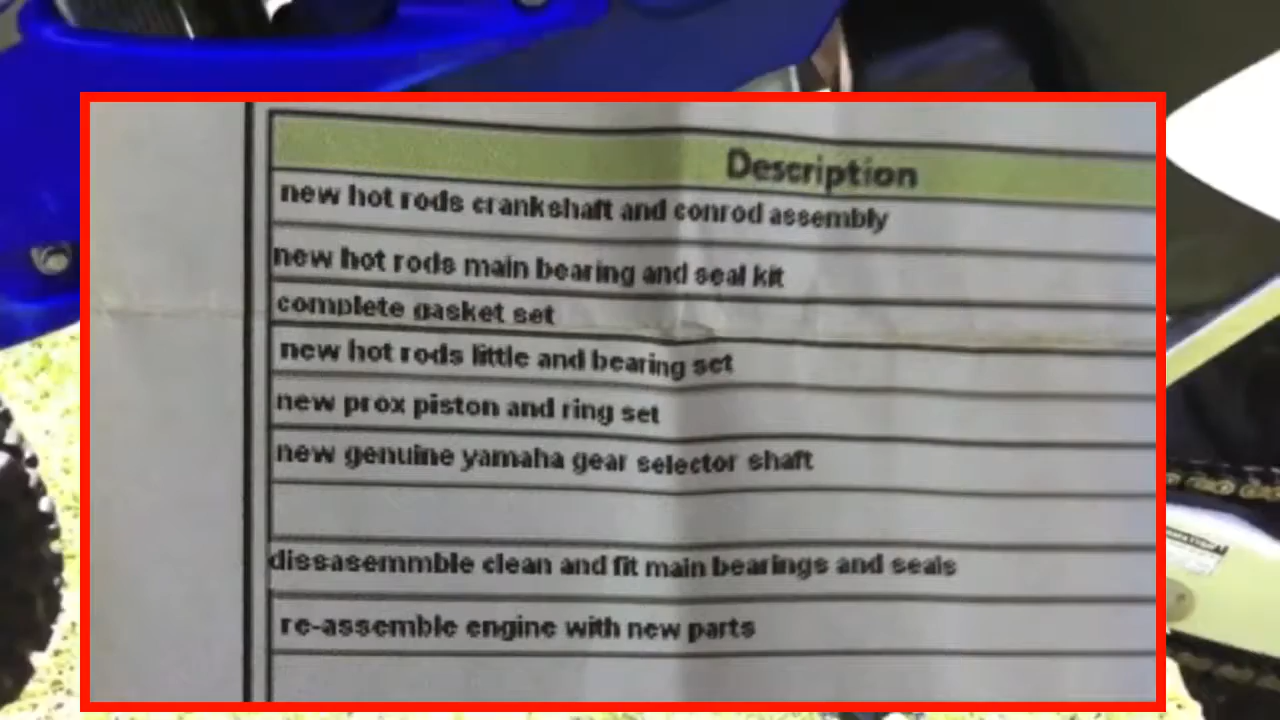 Description
new hot rods crankshaft and conrod assembly
new hot rods main bearing and seal kit
complete gasket set
new hot rods little and bearing set
new prox piston and ring set
new genuine yamaha gear selector shaft
dissasemmble clean and fit main bearings and seals
re-assemble engine with new parts